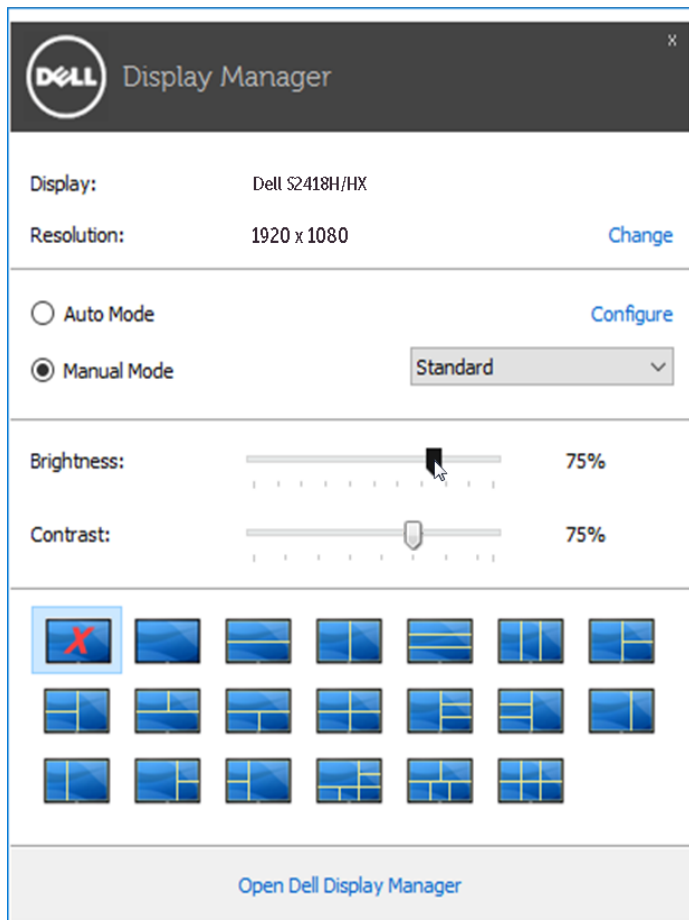 x
DELL Display Manager
Display: Dell S2418H/HX
Resolution: 1920 x 1080 Change
Auto Mode Configure
Manual Mode Standard
Brightness: 75%
Contrast: 75%
X
Open Dell Display Manager